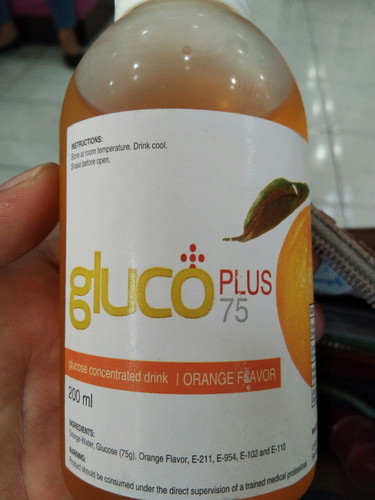 INSTRUCTIONS:
Store at room temperature. Drink cool.
Shake before open.
gluco PLUS
75
glucose concentrated drink | ORANGE FLAVOR
200 ml
INGREDIENTS:
Orange-Water, Glucose (75g), Orange Flavor, E-211, E-954, E-102 and E-110
WARNING:
Product should be consumed under the direct supervision of a trained medical professional.